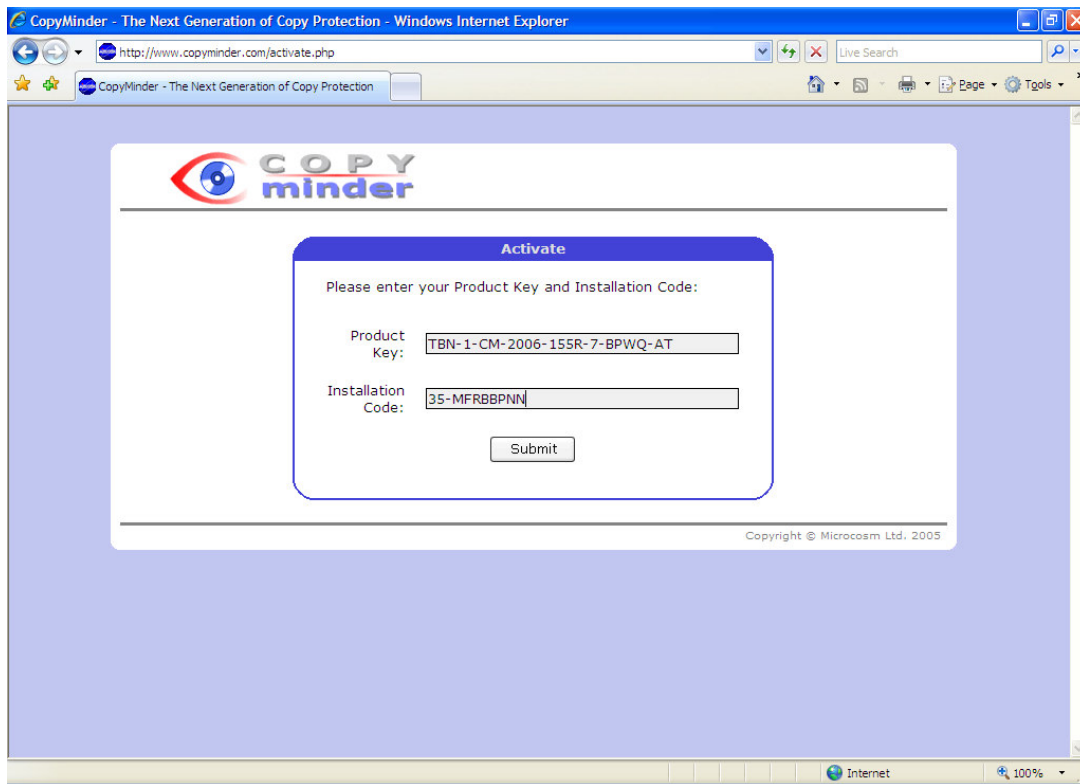 CopyMinder - The Next Generation of Copy Protection - Windows Internet Explorer
http://www.copyminder.com/activate.php
Live Search
CopyMinder - The Next Generation of Copy Protection
Page
Tools
COPY
minder
Activate
Please enter your Product Key and Installation Code:
Product
Key:
TBN-1-CM-2006-155R-7-BPWQ-AT
Installation
Code:
35-MFRBBPNN
Submit
Copyright © Microcosm Ltd. 2005
Internet
100%